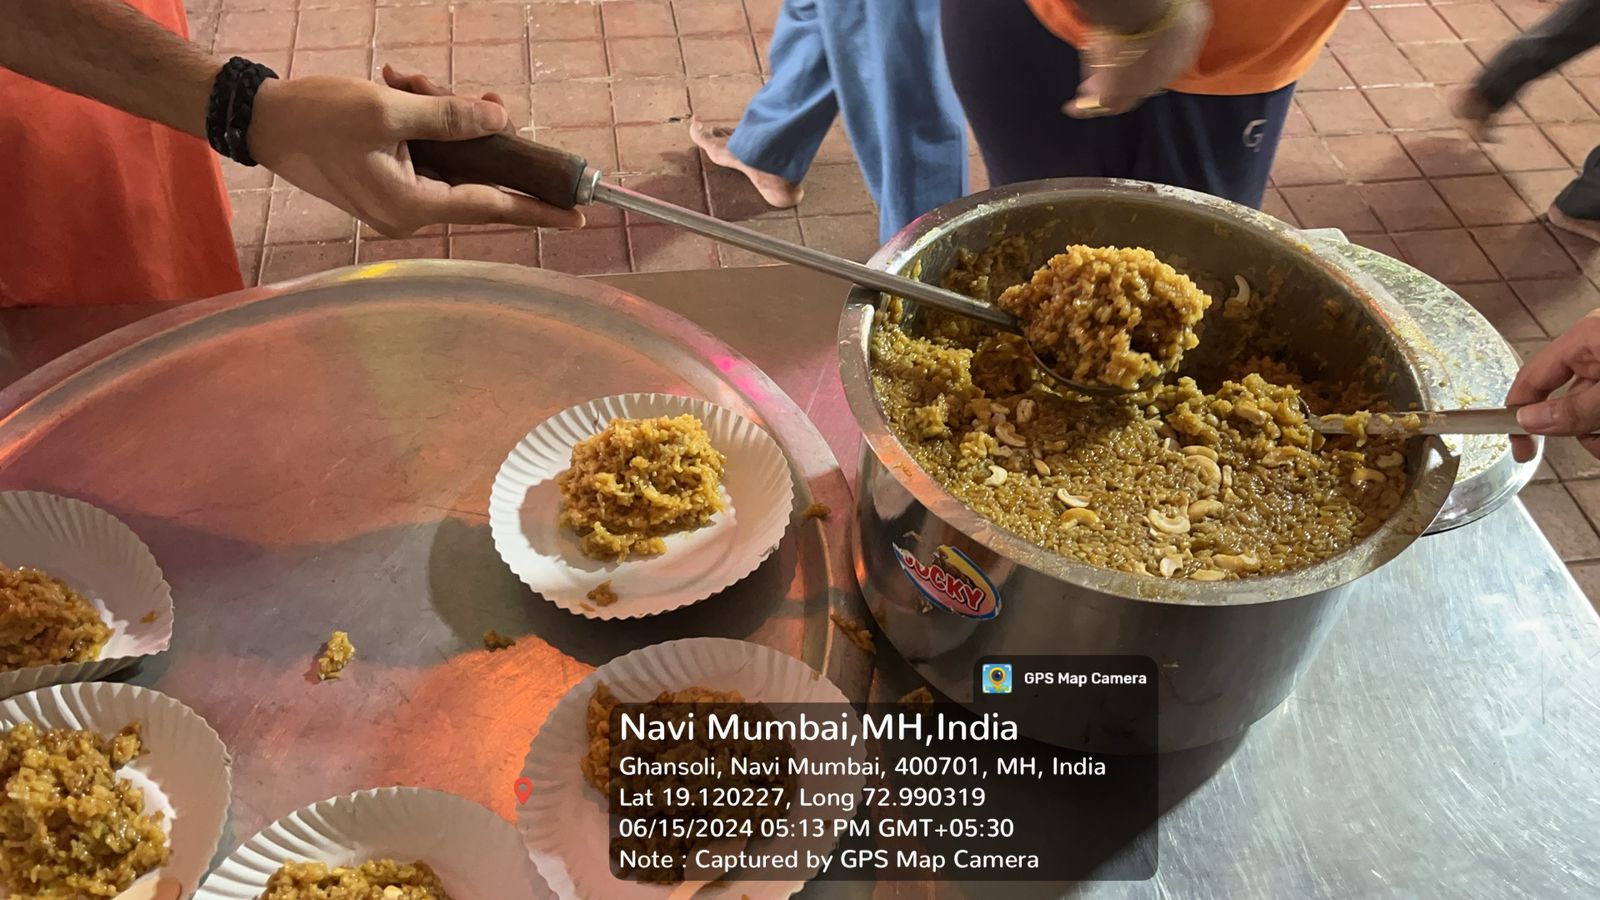 GPS Map Camera
Navi Mumbai,MH,India
Ghansoli, Navi Mumbai, 400701, MH, India
Lat 19.120227, Long 72.990319
06/15/2024 05:13 PM GMT+05:30
Note : Captured by GPS Map Camera